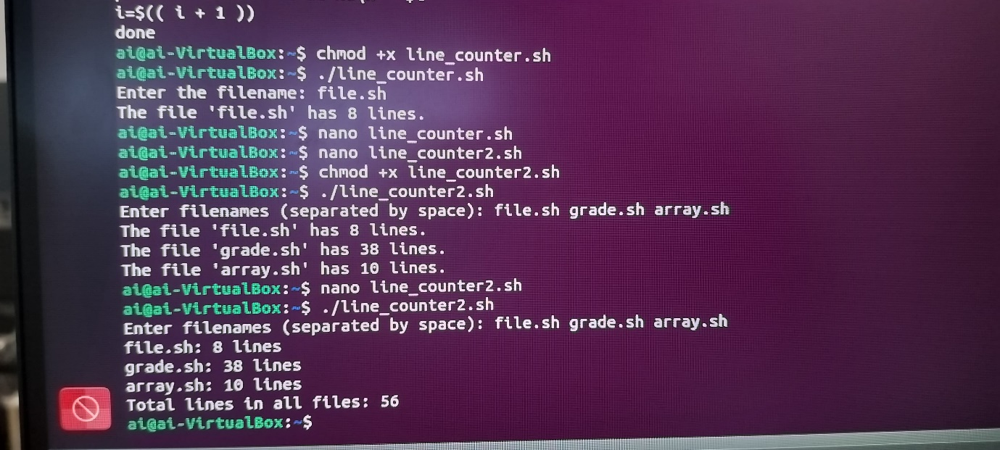 i=$(( i + 1 ))
done
ai@ai-VirtualBox:~$ chmod +x line_counter.sh
ai@ai-VirtualBox:~$ ./line_counter.sh
Enter the filename: file.sh
The file 'file.sh' has 8 lines.
ai@ai-VirtualBox:~$ nano line_counter.sh
ai@ai-VirtualBox:~$ nano line_counter2.sh
ai@ai-VirtualBox:~$ chmod +x line_counter2.sh
ai@ai-VirtualBox:~$ ./line_counter2.sh
Enter filenames (separated by space): file.sh grade.sh array.sh
The file 'file.sh' has 8 lines.
The file 'grade.sh' has 38 lines.
The file 'array.sh' has 10 lines.
ai@ai-VirtualBox:~$ nano line_counter2.sh
ai@ai-VirtualBox:~$ ./line_counter2.sh
Enter filenames (separated by space): file.sh grade.sh array.sh
file.sh: 8 lines
grade.sh: 38 lines
array.sh: 10 lines
Total lines in all files: 56
ai@ai-VirtualBox:~$